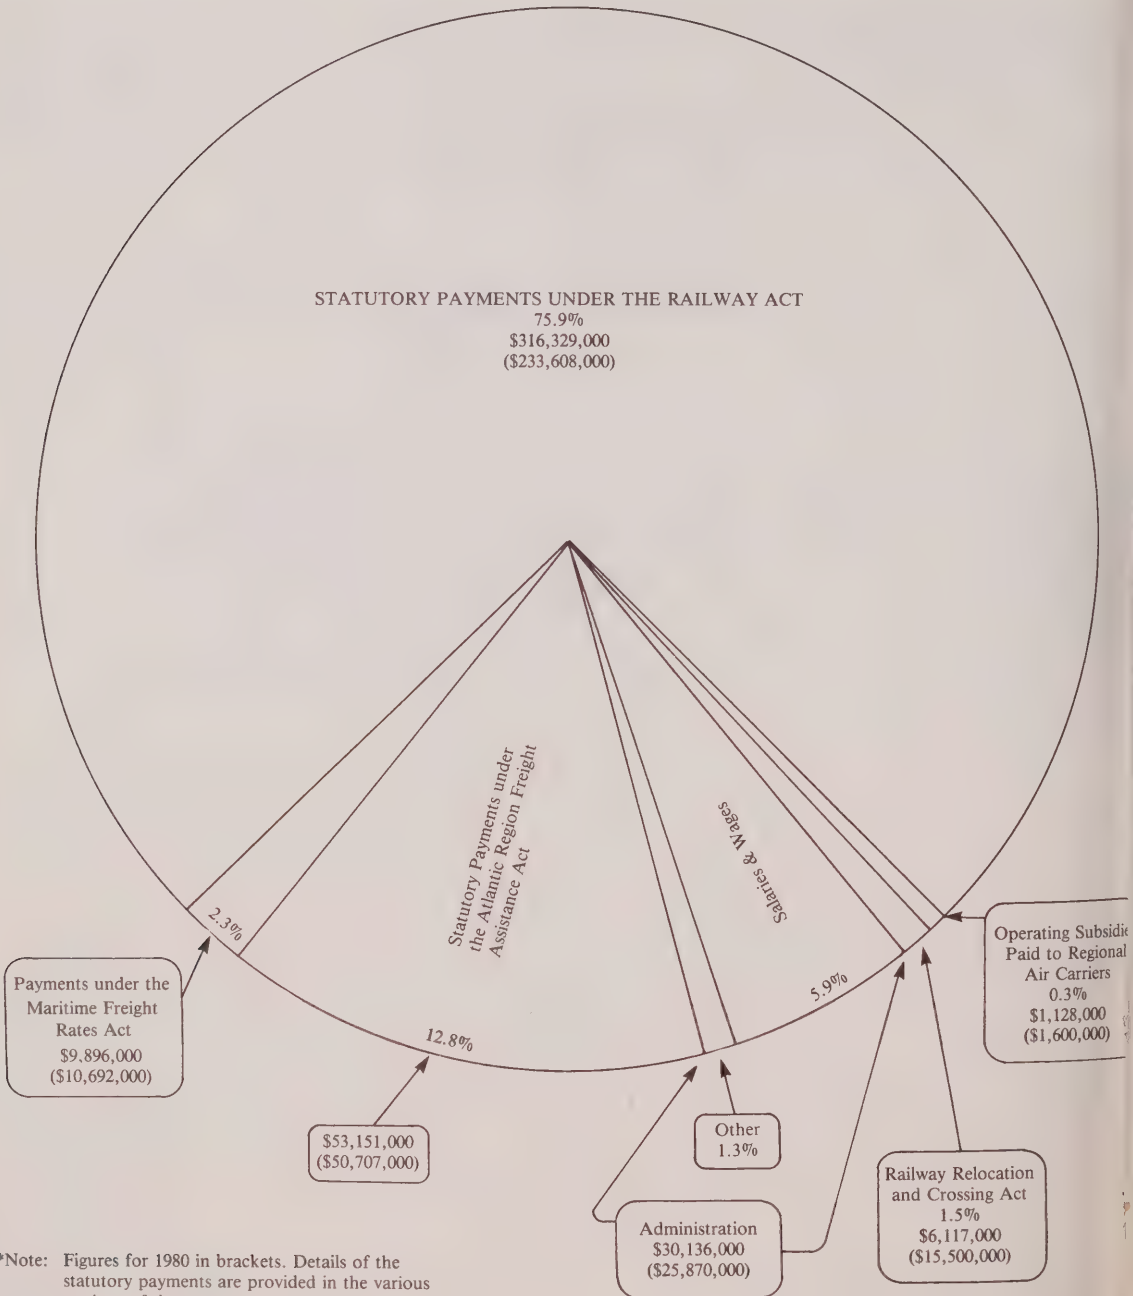 STATUTORY PAYMENTS UNDER THE RAILWAY ACT
75.9%
$316,329,000
($233,608,000)
Statutory Payments under
the Atlantic Region Freight
Assistance Act
Salaries & Wages
2.3%
12.8%
5.9%
Payments under the
Maritime Freight
Rates Act
$9,896,000
($10,692,000)
$53,151,000
($50,707,000)
Other
1.3%
Administration
$30,136,000
($25,870,000)
Railway Relocation
and Crossing Act
1.5%
$6,117,000
($15,500,000)
Operating Subsidie
Paid to Regional
Air Carriers
0.3%
$1,128,000
($1,600,000)
*Note: Figures for 1980 in brackets. Details of the
statutory payments are provided in the various